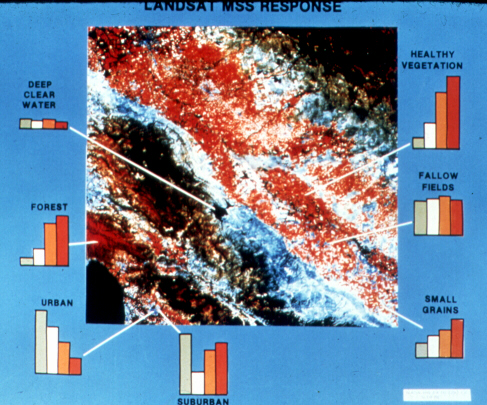 LANDSAT MSS RESPONSE
HEALTHY
VEGETATION
DEEP
CLEAR
WATER
FALLOW
FIELDS
FOREST
URBAN
SMALL
GRAINS
SUBURBAN